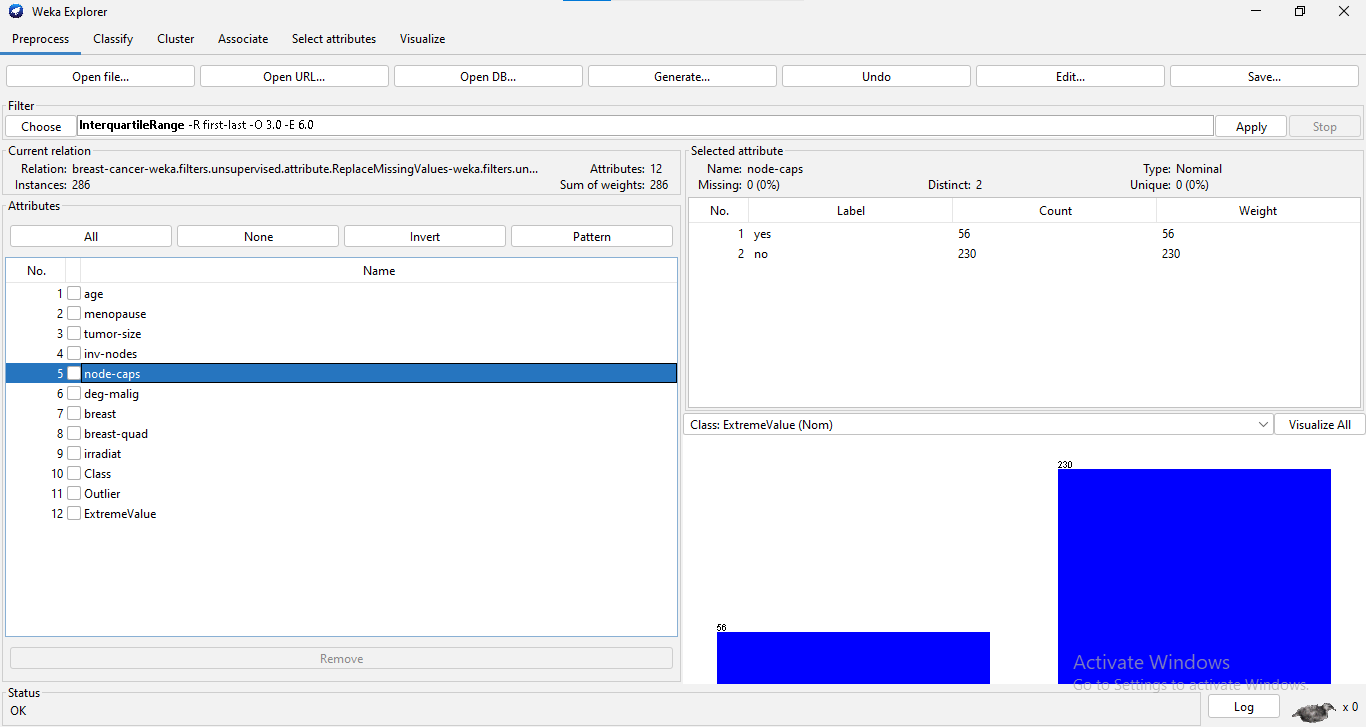 Weka Explorer
Preprocess Classify Cluster Associate Select attributes Visualize
Open file... Open URL... Open DB... Generate... Undo Edit... Save...
Filter
Choose InterquartileRange -R first-last -O 3.0 -E 6.0 Apply Stop
Current relation
Relation: breast-cancer-weka.filters.unsupervised.attribute.ReplaceMissingValues-weka.filters.un... Attributes: 12
Instances: 286 Sum of weights: 286
Attributes
All None Invert Pattern
No. Name
1 age
2 menopause
3 tumor-size
4 inv-nodes
5 node-caps
6 deg-malig
7 breast
8 breast-quad
9 irradiat
10 Class
11 Outlier
12 ExtremeValue
Remove
Selected attribute
Name: node-caps Type: Nominal
Missing: 0 (0%) Distinct: 2 Unique: 0 (0%)
No. Label Count Weight
1 yes 56 56
2 no 230 230
Class: ExtremeValue (Nom) Visualize All
230
56
Activate Windows
Go to Settings to activate Windows.
Status
OK
Log x 0